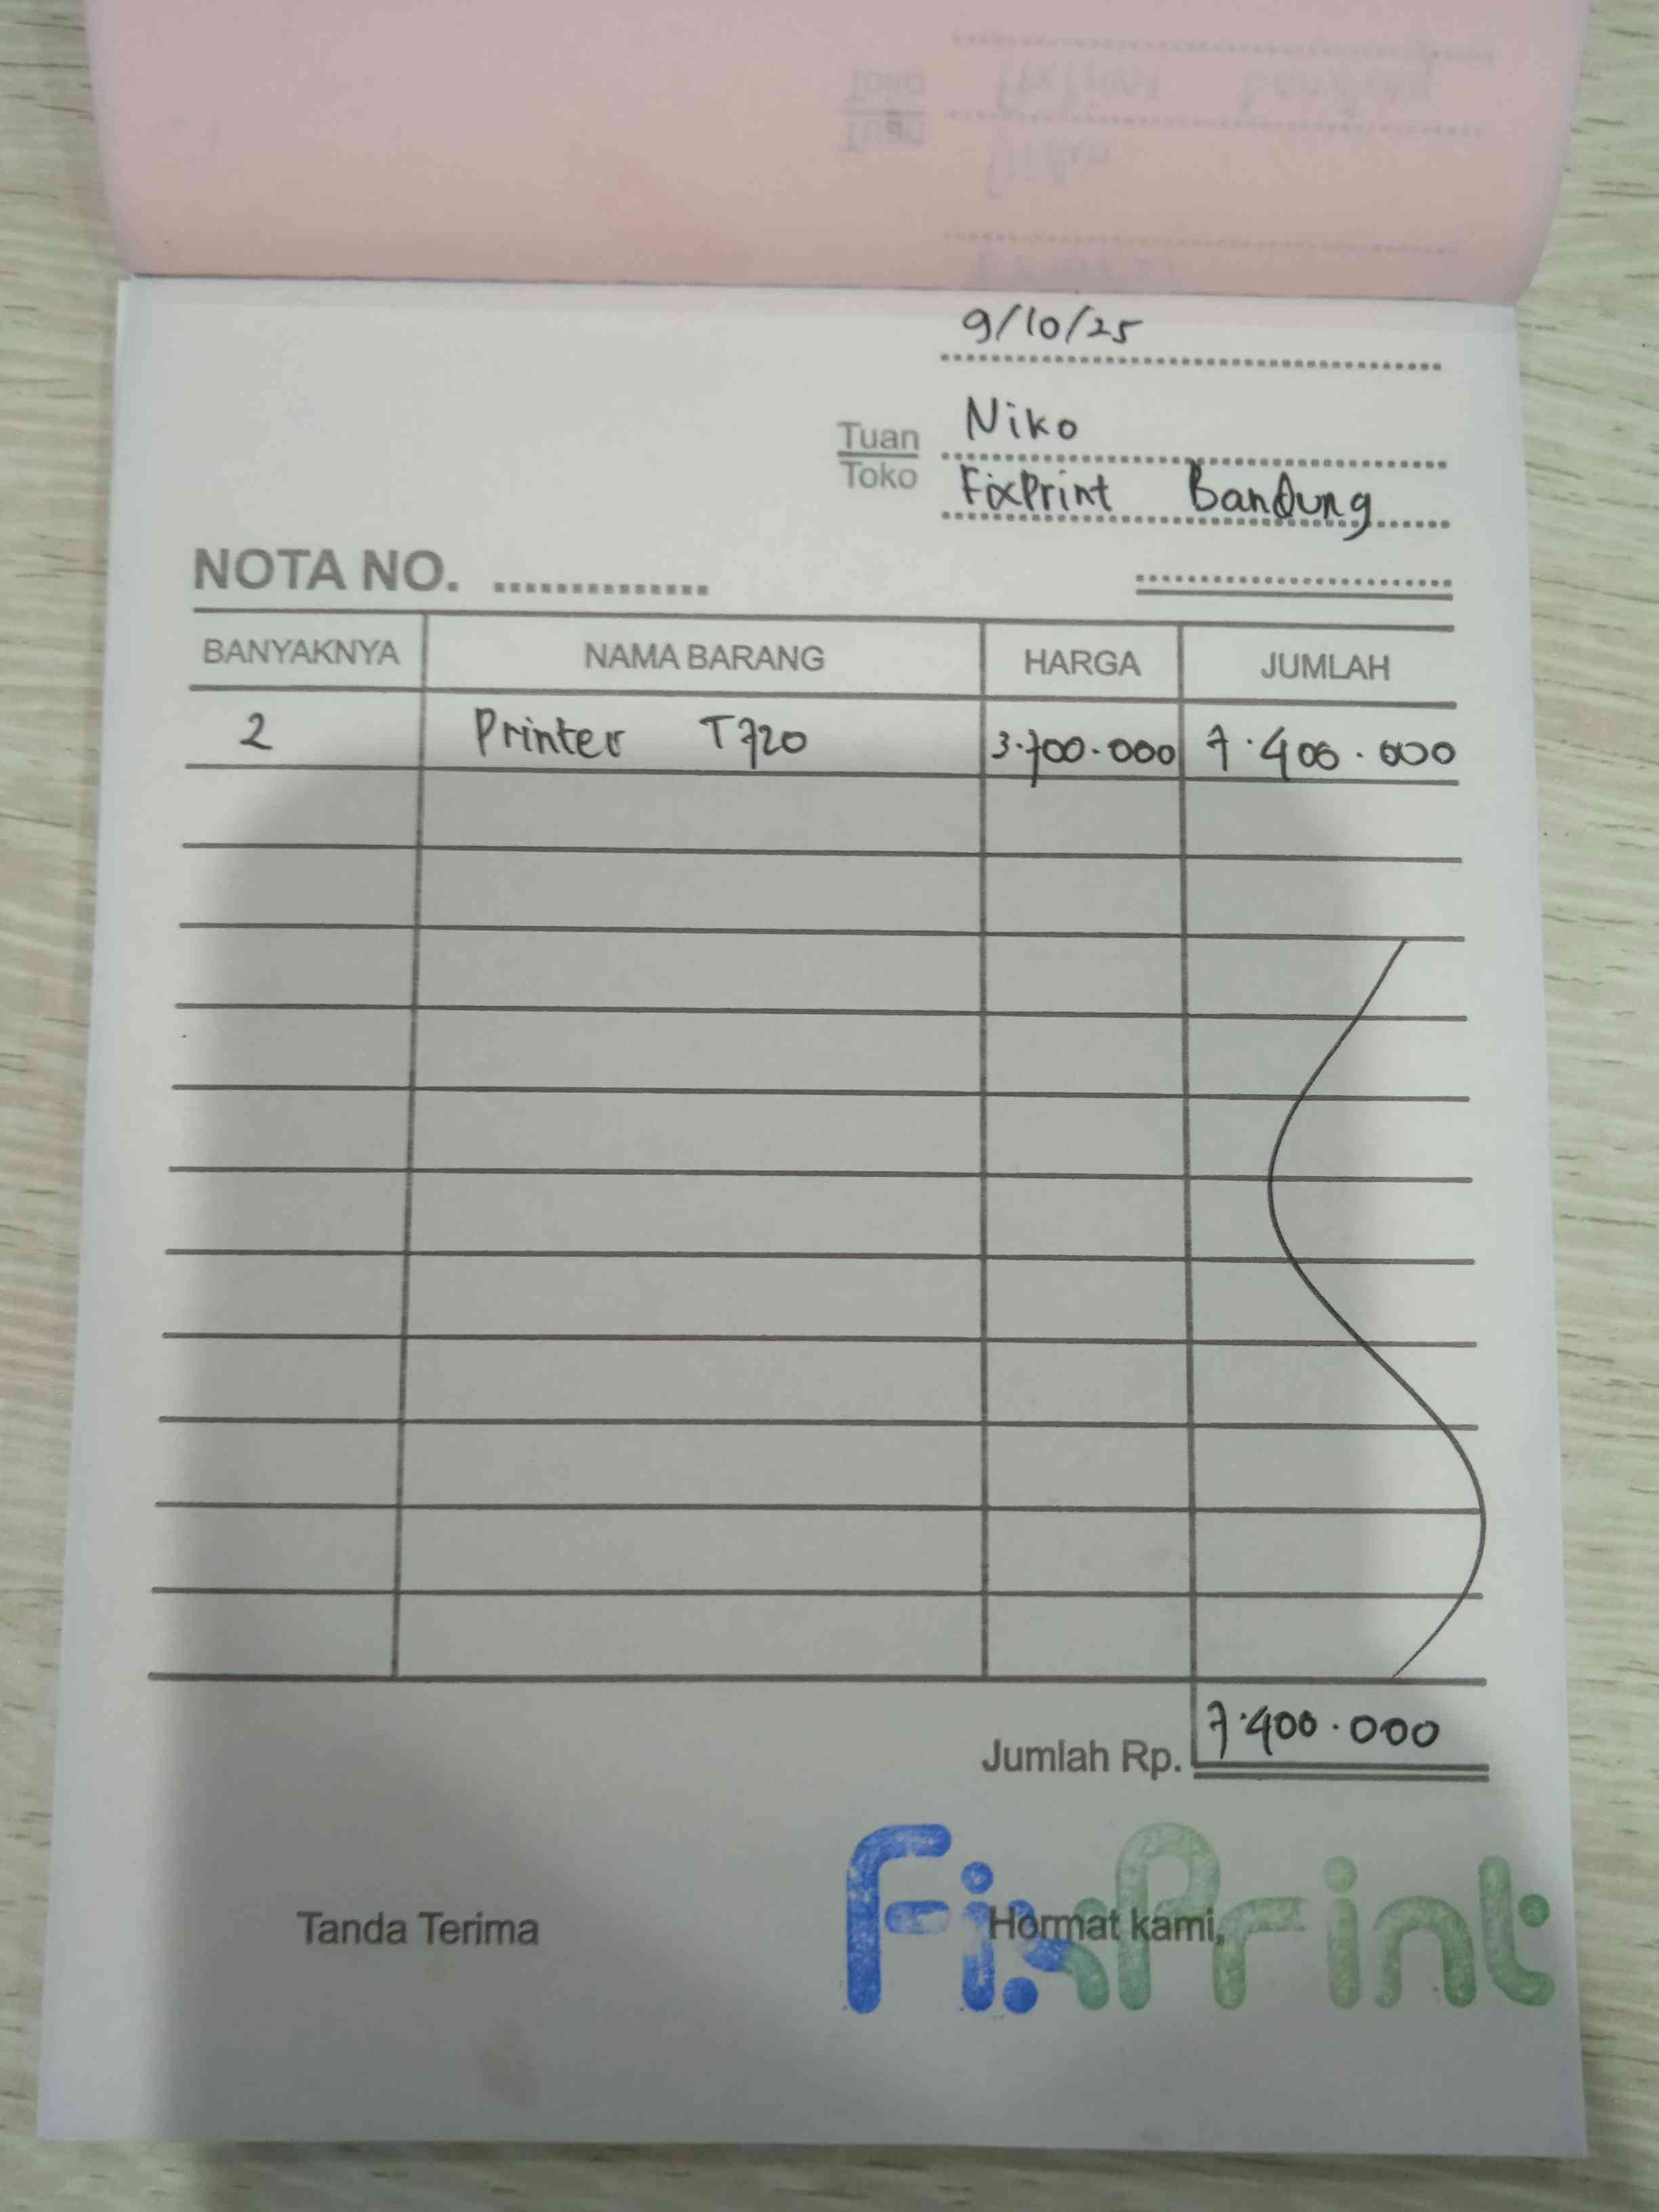 9/10/25
Tuan Niko
Toko FixPrint Bandung
NOTA NO. ..............
BANYAKNYA NAMA BARANG HARGA JUMLAH
2 Printer T720 3.700.000 7.400.000
Jumlah Rp. 7.400.000
Tanda Terima Hormat kami,
FixPrint